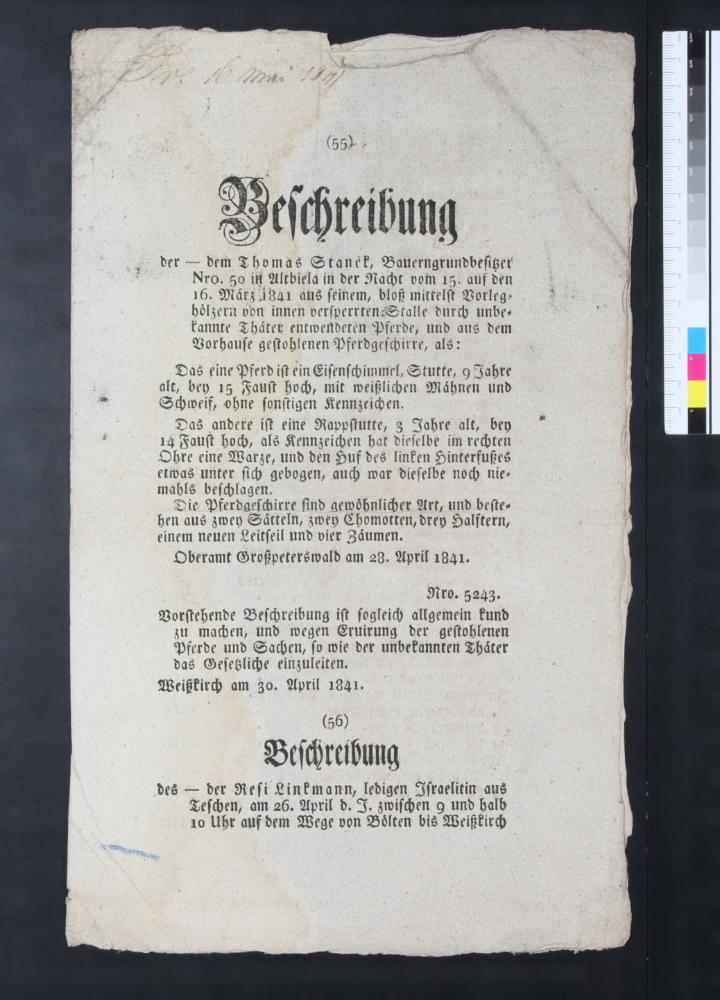 16 Mai 1841
(55)
Beschreibung
der — dem Thomas Staněk, Bauerngrundbesitzer
Nro. 50 in Altbiela in der Nacht vom 15. auf den
16. März 1841 aus seinem, bloß mittelst Vorleg-
hölzern von innen versperrten Stalle durch unbe-
kannte Thäter entwendeten Pferde, und aus dem
Vorhause gestohlenen Pferdgeschirre, als:
Das eine Pferd ist ein Eisenschimmel, Stutte, 9 Jahre
alt, bey 15 Faust hoch, mit weißlichen Mähnen und
Schweif, ohne sonstigen Kennzeichen.
Das andere ist eine Rappstutte, 3 Jahre alt, bey
14 Faust hoch, als Kennzeichen hat dieselbe im rechten
Ohre eine Warze, und den Huf des linken Hinterfußes
etwas unter sich gebogen, auch war dieselbe noch nie-
mahls beschlagen.
Die Pferdgeschirre sind gewöhnlicher Art, und beste-
hen aus zwey Sätteln, zwey Chomotten, drey Halftern,
einem neuen Leitseil und vier Zäumen.
Oberamt Großpeterswald am 28. April 1841.
Nro. 5243.
Vorstehende Beschreibung ist sogleich allgemein kund
zu machen, und wegen Eruirung der gestohlenen
Pferde und Sachen, so wie der unbekannten Thäter
das Gesetzliche einzuleiten.
Weißkirch am 30. April 1841.
(56)
Beschreibung
des — der Resi Linkmann, ledigen Israelitin aus
Teschen, am 26. April d. J. zwischen 9 und halb
10 Uhr auf dem Wege von Bölten bis Weißkirch